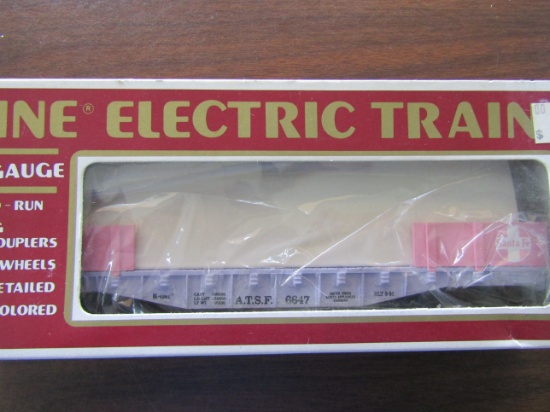 INE® ELECTRIC TRAIN
GAUGE
- RUN
OUPLERS
WHEELS
ETAILED
OLORED
Santa Fe
A.T.S.F. 6647